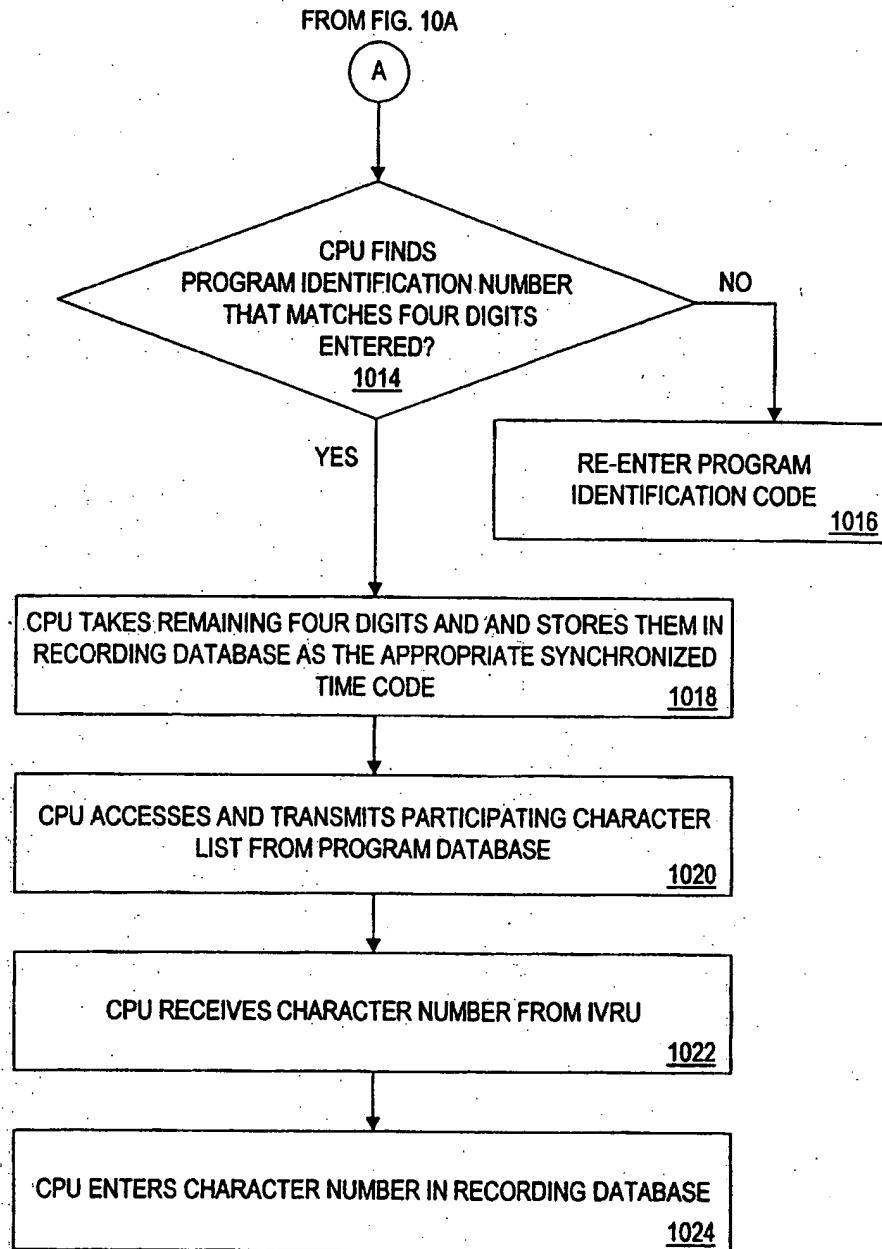 FROM FIG. 10A
A
CPU FINDS
PROGRAM IDENTIFICATION NUMBER
THAT MATCHES FOUR DIGITS
ENTERED?
1014
NO
YES
RE-ENTER PROGRAM
IDENTIFICATION CODE
1016
CPU TAKES REMAINING FOUR DIGITS AND AND STORES THEM IN
RECORDING DATABASE AS THE APPROPRIATE SYNCHRONIZED
TIME CODE
1018
CPU ACCESSES AND TRANSMITS PARTICIPATING CHARACTER
LIST FROM PROGRAM DATABASE
1020
CPU RECEIVES CHARACTER NUMBER FROM IVRU
1022
CPU ENTERS CHARACTER NUMBER IN RECORDING DATABASE
1024